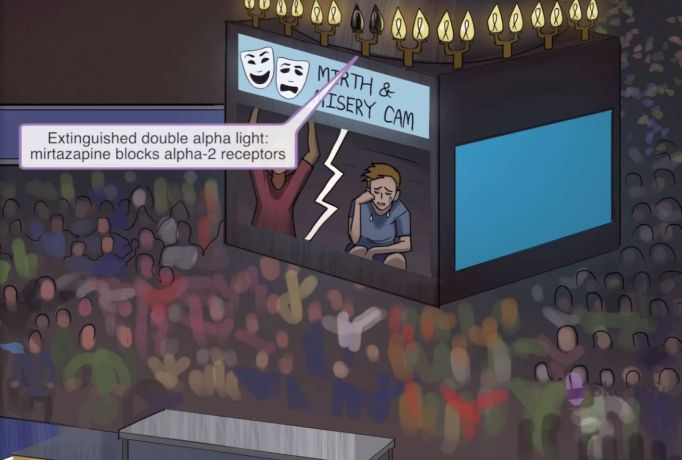 MIRTH &
MISERY CAM
Extinguished double alpha light:
mirtazapine blocks alpha-2 receptors